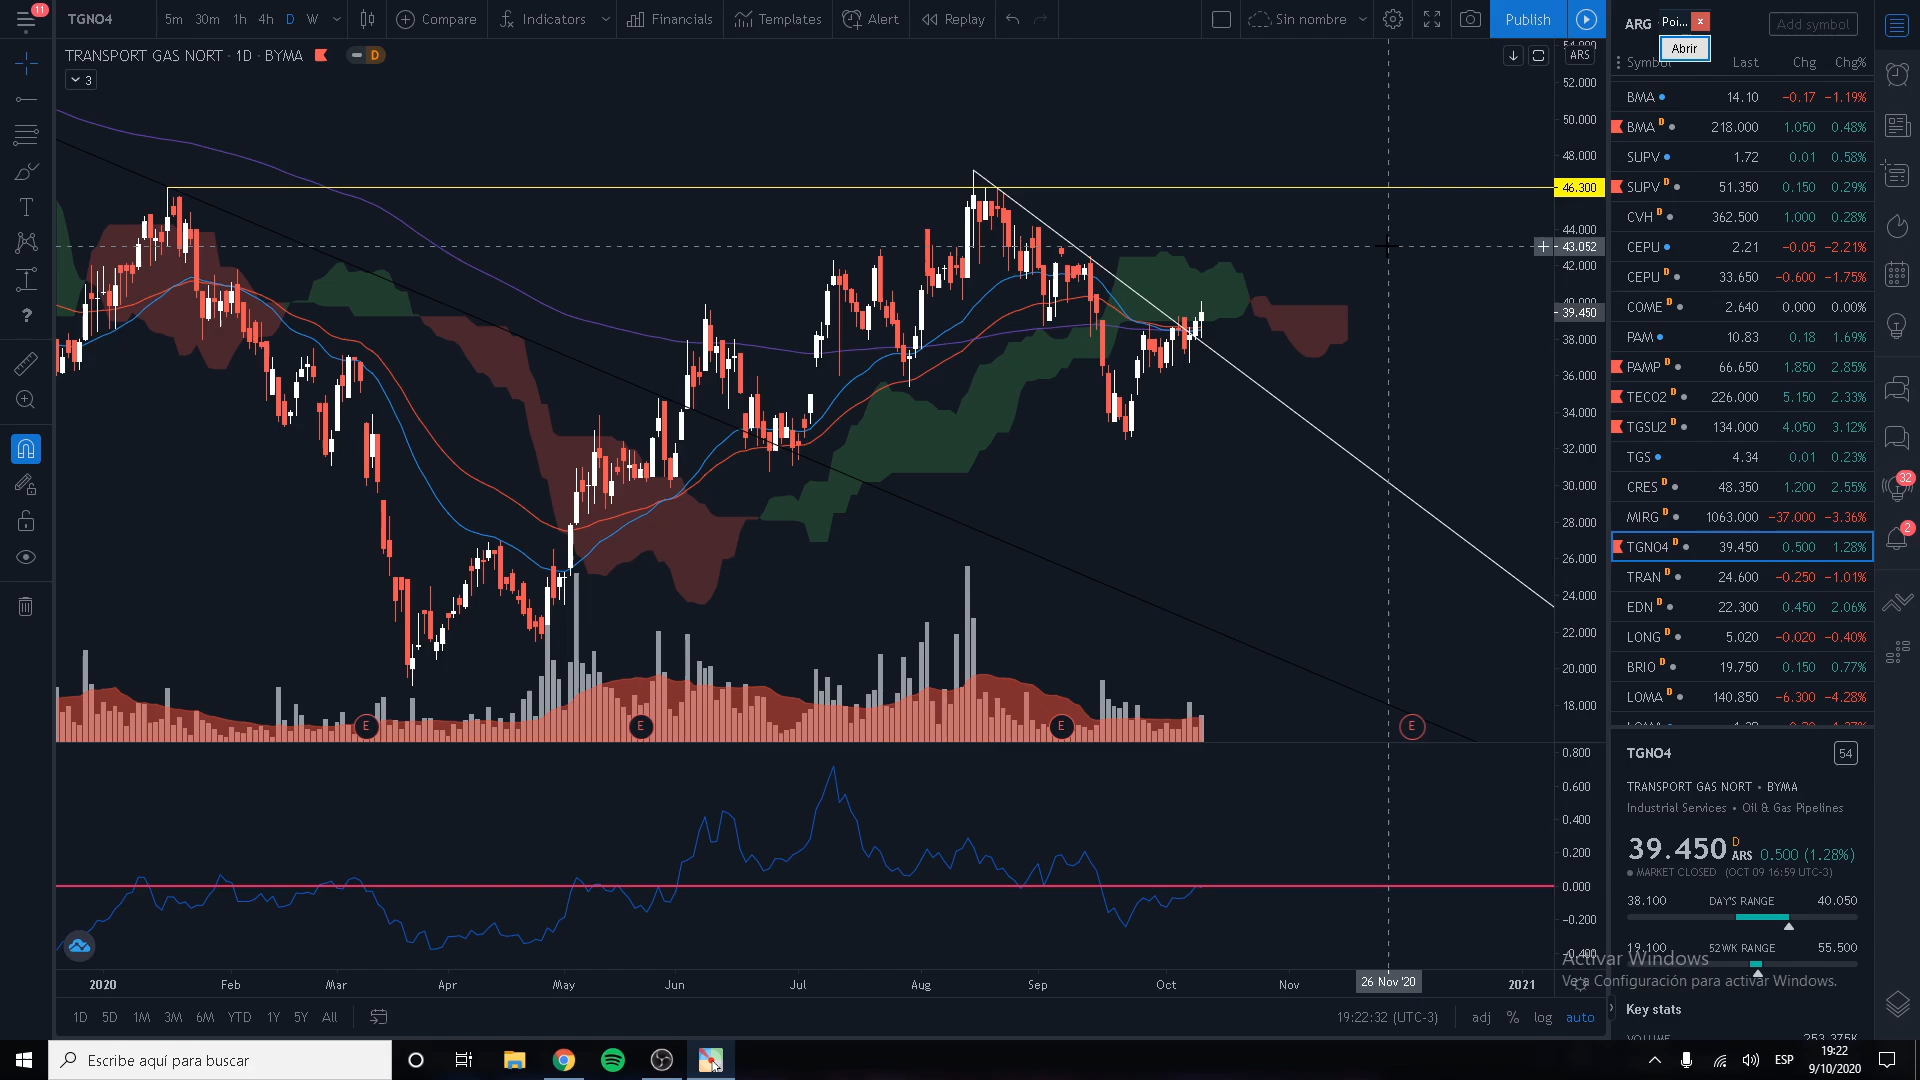 11
TGNO4
5m 30m 1h 4h D W
Compare
Indicators
Financials
Templates
Alert
Replay
Sin nombre
Publish
ARG
Poi...
x
Add symbol
Abrir
TRANSPORT GAS NORT · 1D · BYMA
D
3
ARS
52.000
50.000
48.000
46.300
44.000
43.052
42.000
39.450
38.000
36.000
34.000
32.000
30.000
28.000
26.000
24.000
22.000
20.000
18.000
0.800
0.600
0.400
0.200
0.000
−0.200
E
E
E
E
2020 Feb Mar Apr May Jun Jul Aug Sep Oct Nov 26 Nov '20 2021
1D 5D 1M 3M 6M YTD 1Y 5Y All
19:22:32 (UTC-3)
adj % log auto
Symbol Last Chg Chg%
BMA 14.10 −0.17 −1.19%
BMA D 218.000 1.050 0.48%
SUPV 1.72 0.01 0.58%
SUPV D 51.350 0.150 0.29%
CVH D 362.500 1.000 0.28%
CEPU 2.21 −0.05 −2.21%
CEPU D 33.650 −0.600 −1.75%
COME D 2.640 0.000 0.00%
PAM 10.83 0.18 1.69%
PAMP D 66.650 1.850 2.85%
TECO2 D 226.000 5.150 2.33%
TGSU2 D 134.000 4.050 3.12%
TGS 4.34 0.01 0.23%
CRES D 48.350 1.200 2.55%
MIRG D 1063.000 −37.000 −3.36%
TGNO4 D 39.450 0.500 1.28%
TRAN D 24.600 −0.250 −1.01%
EDN D 22.300 0.450 2.06%
LONG D 5.020 −0.020 −0.40%
BRIO D 19.750 0.150 0.77%
LOMA D 140.850 −6.300 −4.28%
32
2
TGNO4
54
TRANSPORT GAS NORT • BYMA
Industrial Services • Oil & Gas Pipelines
39.450 D ARS 0.500 (1.28%)
MARKET CLOSED (OCT 09 16:59 UTC-3)
38.100 DAY'S RANGE 40.050
19.100 52WK RANGE 55.500
Activar Windows
Ve a Configuración para activar Windows.
Key stats
Escribe aquí para buscar
ESP
19:22
9/10/2020